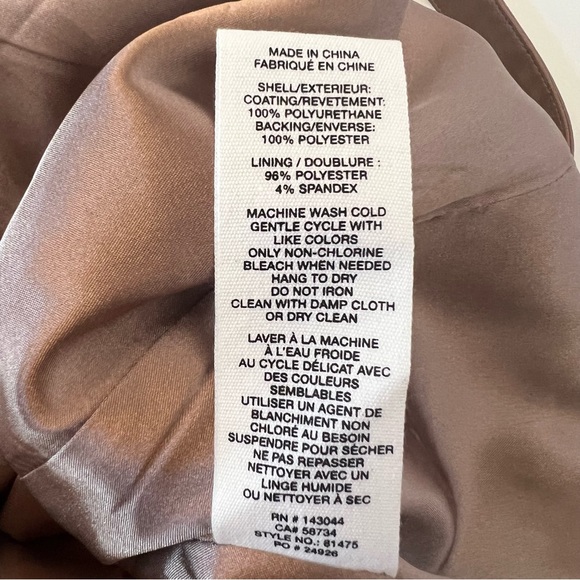 MADE IN CHINA
FABRIQUÉ EN CHINE
SHELL/EXTERIEUR:
COATING/REVETEMENT:
100% POLYURETHANE
BACKING/ENVERSE:
100% POLYESTER
LINING / DOUBLURE :
96% POLYESTER
4% SPANDEX
MACHINE WASH COLD
GENTLE CYCLE WITH
LIKE COLORS
ONLY NON-CHLORINE
BLEACH WHEN NEEDED
HANG TO DRY
DO NOT IRON
CLEAN WITH DAMP CLOTH
OR DRY CLEAN
LAVER À LA MACHINE
À L'EAU FROIDE
AU CYCLE DÉLICAT AVEC
DES COULEURS
SEMBLABLES
UTILISER UN AGENT DE
BLANCHIMENT NON
CHLORÉ AU BESOIN
SUSPENDRE POUR SÉCHER
NE PAS REPASSER
NETTOYER AVEC UN
LINGE HUMIDE
OU NETTOYER À SEC
RN # 143044
CA# 58734
STYLE NO.: 81475
PO # 24926